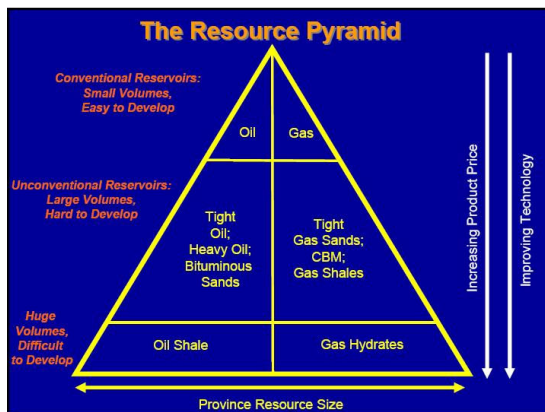 The Resource Pyramid
Conventional Reservoirs:
Small Volumes,
Easy to Develop
Oil
Gas
Unconventional Reservoirs:
Large Volumes,
Hard to Develop
Tight
Oil;
Heavy Oil;
Bituminous
Sands
Tight
Gas Sands;
CBM;
Gas Shales
Huge
Volumes,
Difficult
to Develop
Oil Shale
Gas Hydrates
Province Resource Size
Increasing Product Price
Improving Technology